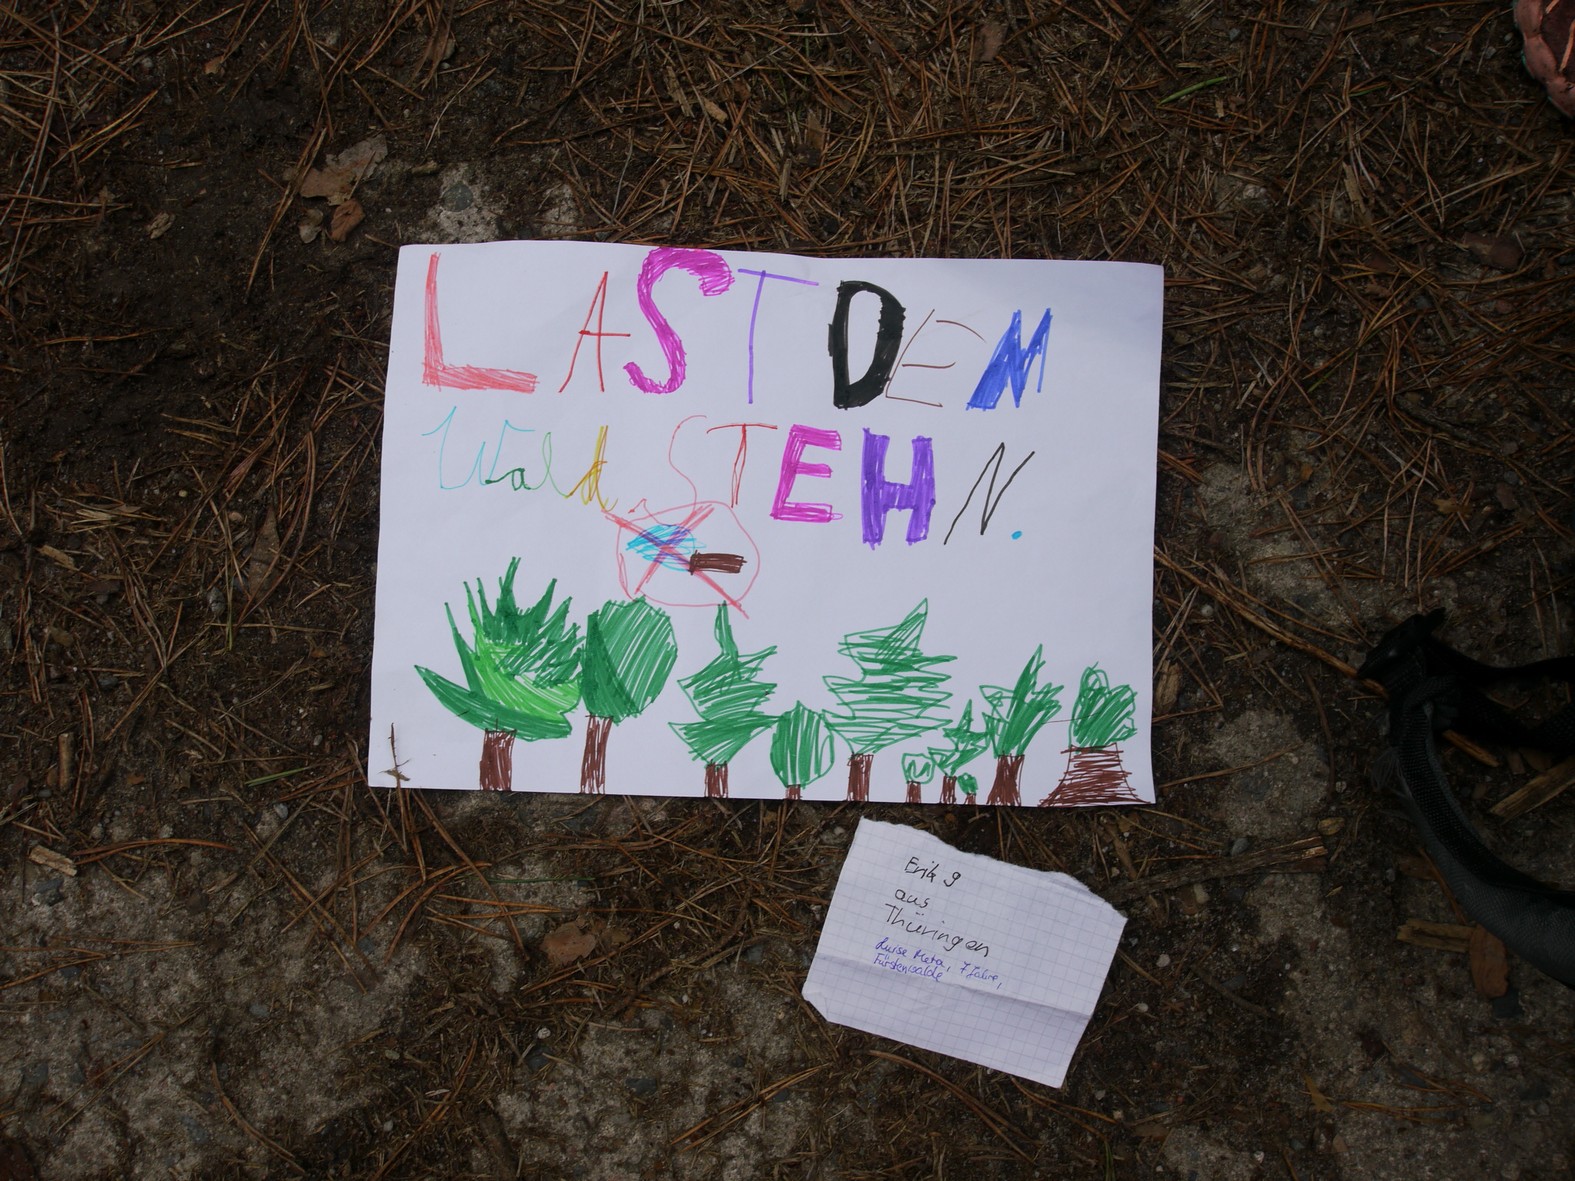 LAST DEM
Wald STEHN.
Erik 9
aus
Thüringen
Luise Meta, 7 Jahre,
Fürstenwalde